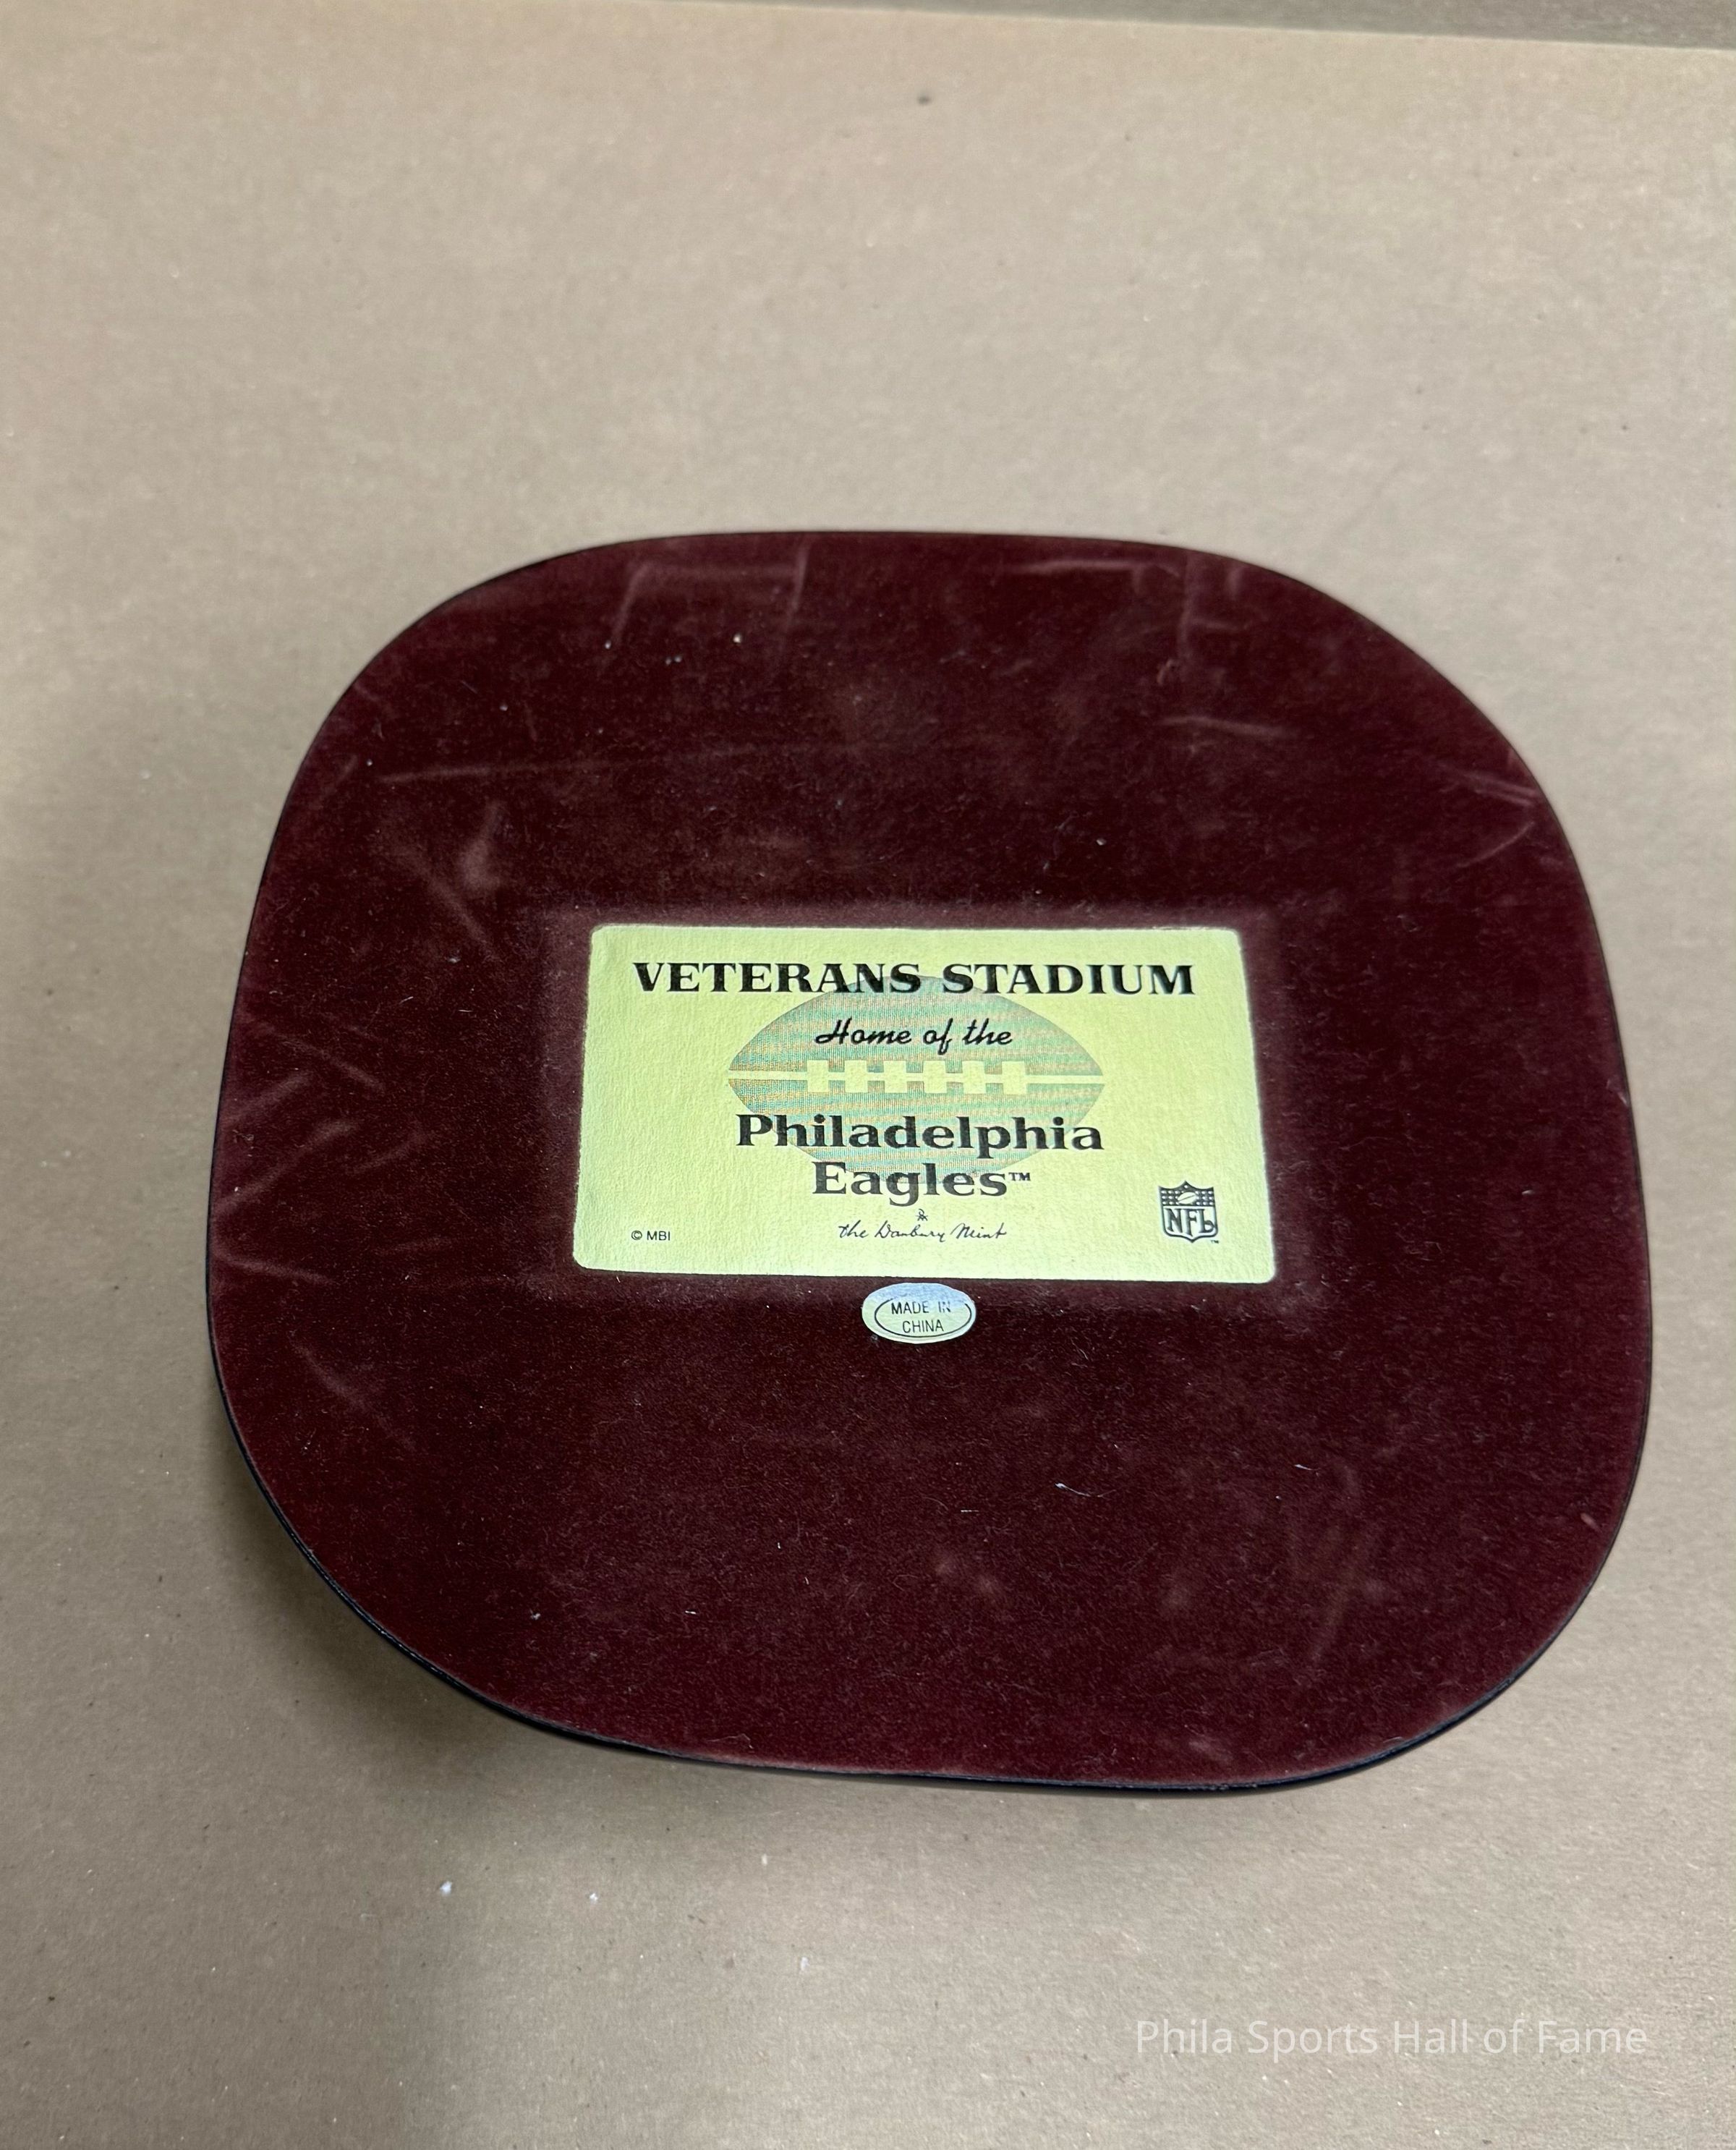 VETERANS STADIUM
Home of the
Philadelphia
Eagles™
© MBI
the Danbury Mint
NFL™
MADE IN
CHINA
Phila Sports Hall of Fame